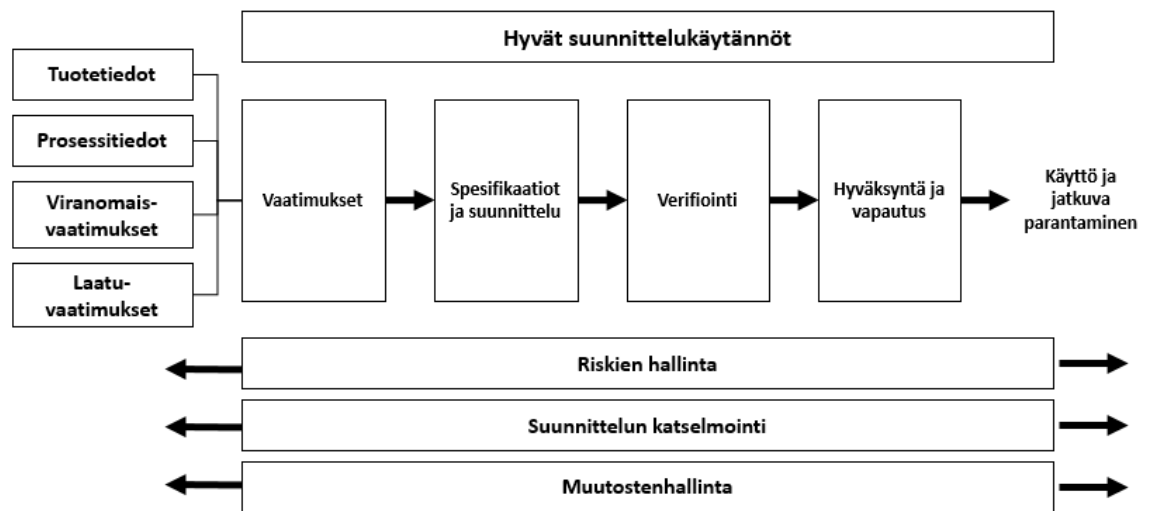 Hyvät suunnittelukäytännöt
Tuotetiedot
Prosessitiedot
Viranomais-
vaatimukset
Laatu-
vaatimukset
Vaatimukset
Spesifikaatiot
ja suunnittelu
Verifiointi
Hyväksyntä ja
vapautus
Käyttö ja
jatkuva
parantaminen
Riskien hallinta
Suunnittelun katselmointi
Muutostenhallinta